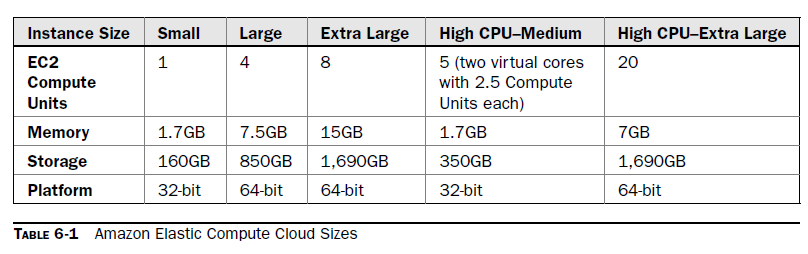 Instance Size Small Large Extra Large High CPU–Medium High CPU–Extra Large
EC2 Compute Units 1 4 8 5 (two virtual cores with 2.5 Compute Units each) 20
Memory 1.7GB 7.5GB 15GB 1.7GB 7GB
Storage 160GB 850GB 1,690GB 350GB 1,690GB
Platform 32-bit 64-bit 64-bit 32-bit 64-bit
TABLE 6-1 Amazon Elastic Compute Cloud Sizes